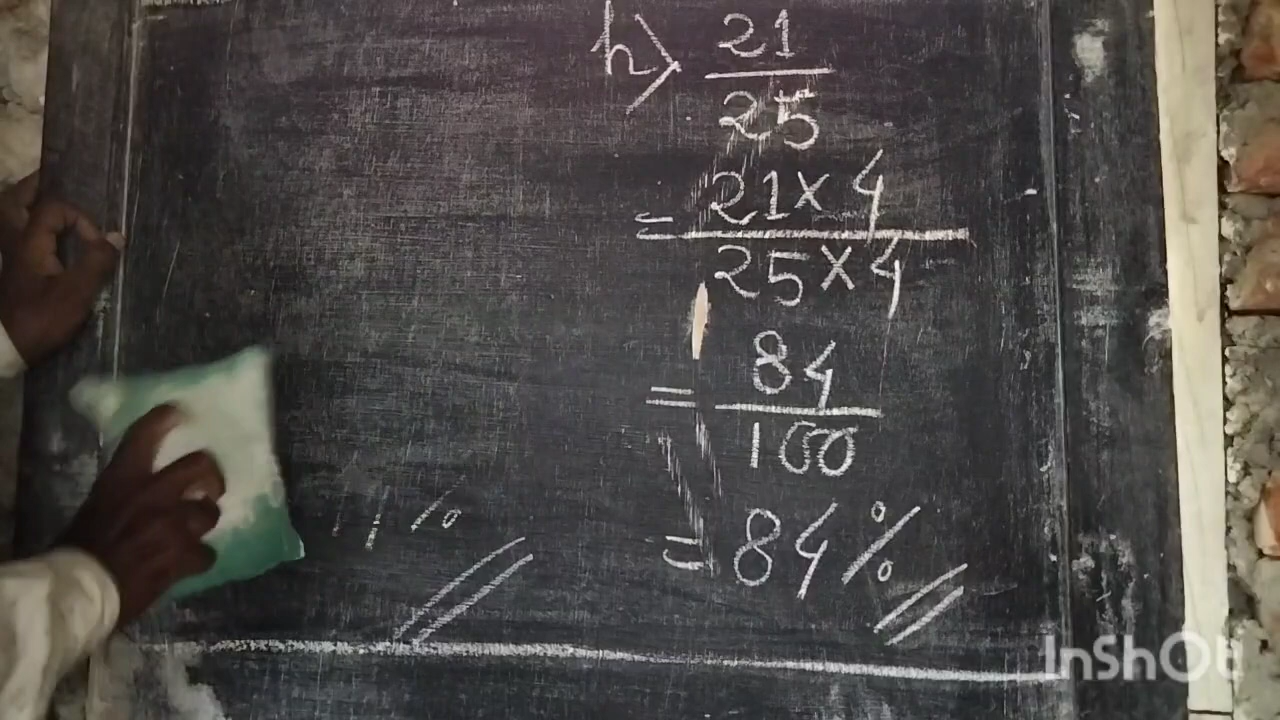 h) 21
25
= 21 × 4
25 × 4
= 84
100
= 84%
%
InShOt